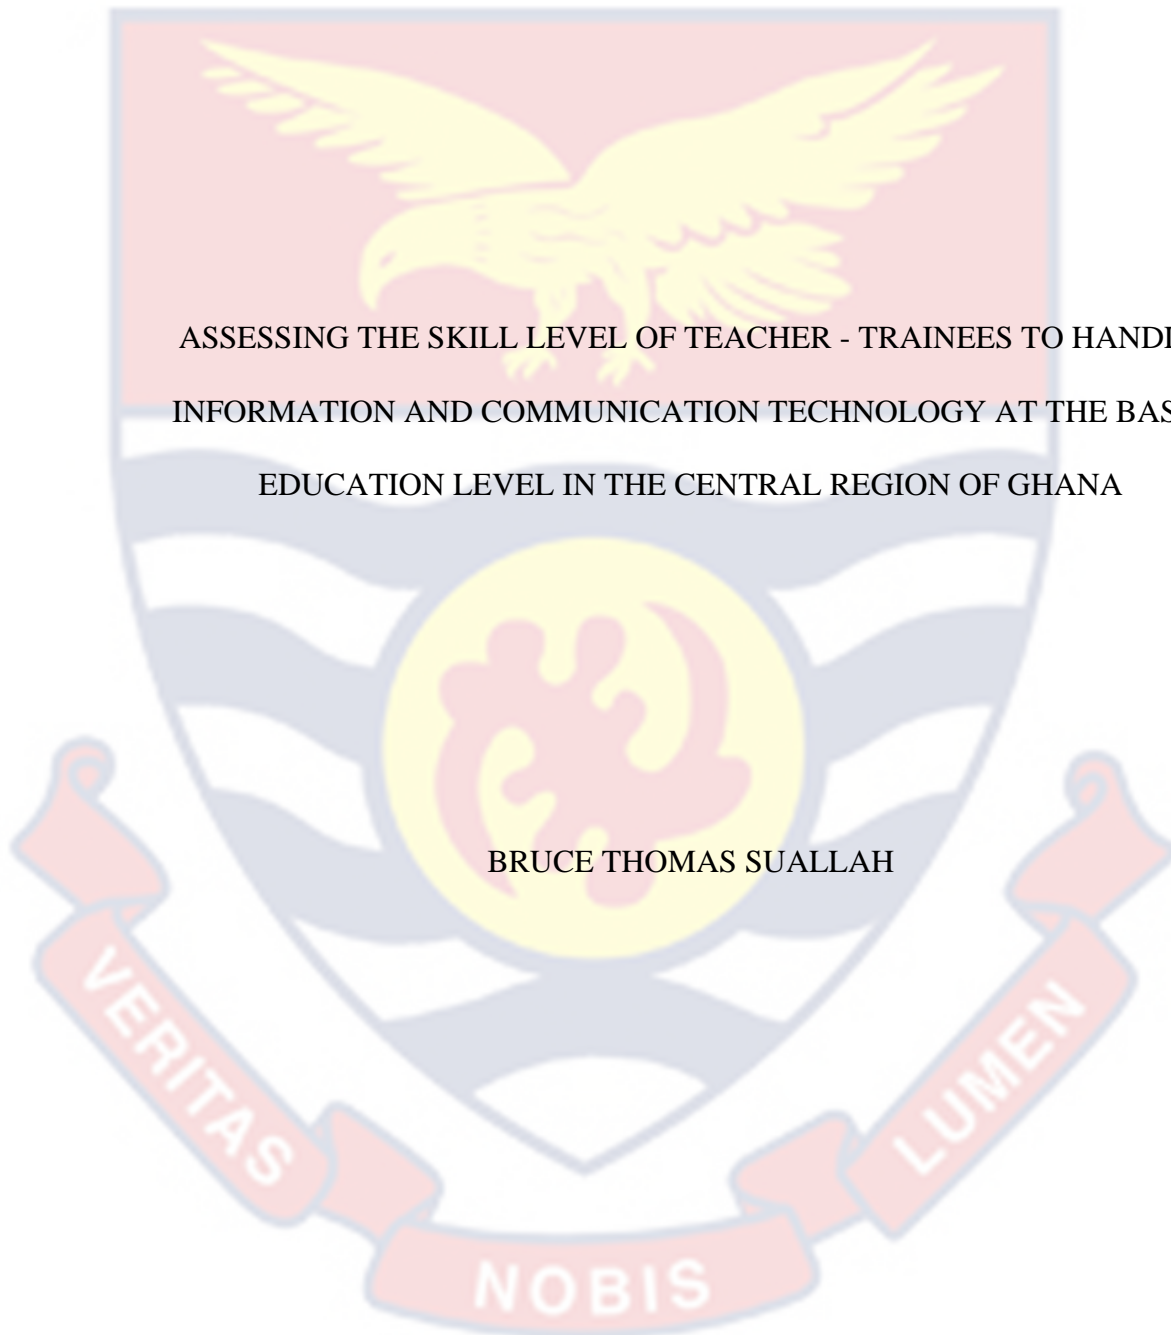 ASSESSING THE SKILL LEVEL OF TEACHER - TRAINEES TO
INFORMATION AND COMMUNICATION TECHNOLOGY AT THE BAS
EDUCATION LEVEL IN THE CENTRAL REGION OF GHANA
BRUCE THOMAS SUALLAH
VERITAS
NOBIS
LUMEN